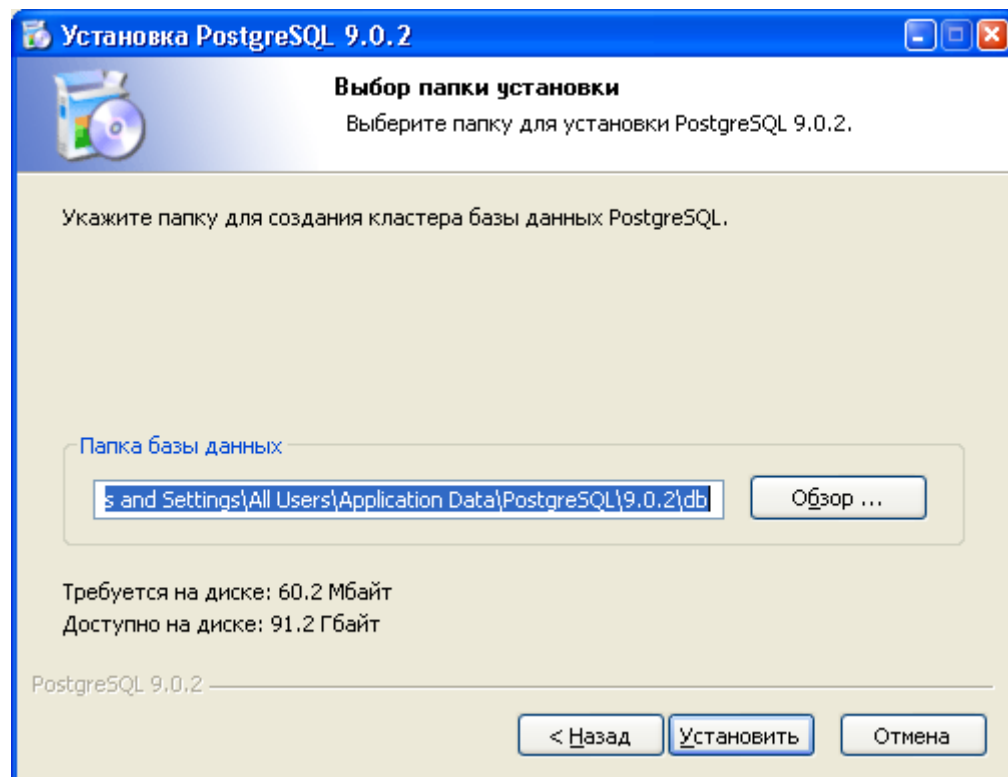 Установка PostgreSQL 9.0.2
Выбор папки установки
Выберите папку для установки PostgreSQL 9.0.2.
Укажите папку для создания кластера базы данных PostgreSQL.
Папка базы данных
s and Settings\All Users\Application Data\PostgreSQL\9.0.2\db
Обзор ...
Требуется на диске: 60.2 Мбайт
Доступно на диске: 91.2 Гбайт
PostgreSQL 9.0.2
< Назад Установить Отмена